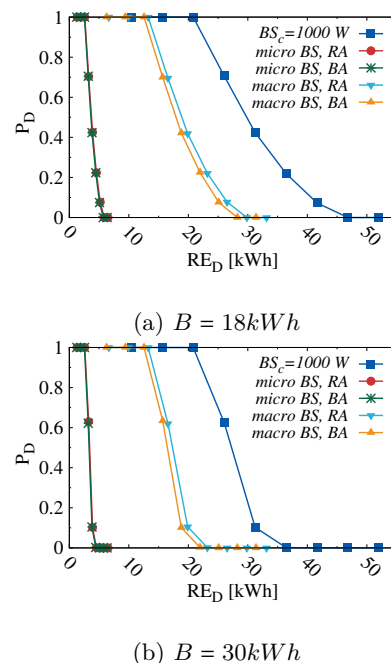 1
0.8
0.6
0.4
0.2
0
P_D
BS_c=1000 W
micro BS, RA
micro BS, BA
macro BS, RA
macro BS, BA
0 10 20 30 40 50
RE_D [kWh]
(a) B = 18kWh
1
0.8
0.6
0.4
0.2
0
P_D
BS_c=1000 W
micro BS, RA
micro BS, BA
macro BS, RA
macro BS, BA
0 10 20 30 40 50
RE_D [kWh]
(b) B = 30kWh